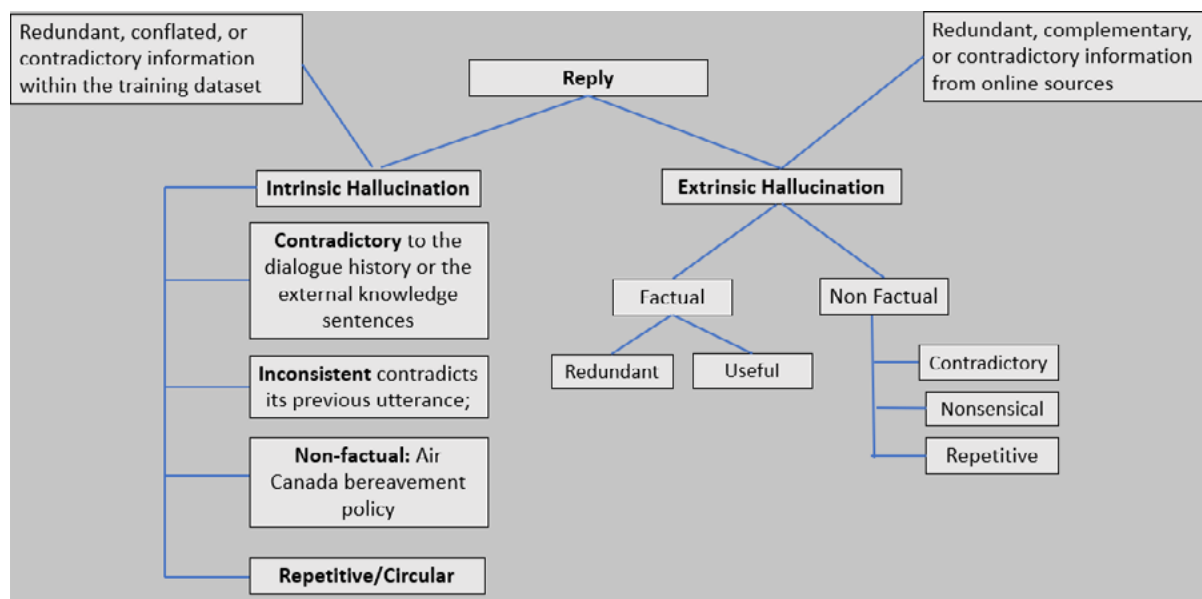 Redundant, conflated, or
contradictory information
within the training dataset
Reply
Redundant, complementary,
or contradictory information
from online sources
Intrinsic Hallucination
Extrinsic Hallucination
Contradictory to the
dialogue history or the
external knowledge
sentences
Inconsistent contradicts
its previous utterance;
Non-factual: Air
Canada bereavement
policy
Repetitive/Circular
Factual
Non Factual
Redundant
Useful
Contradictory
Nonsensical
Repetitive